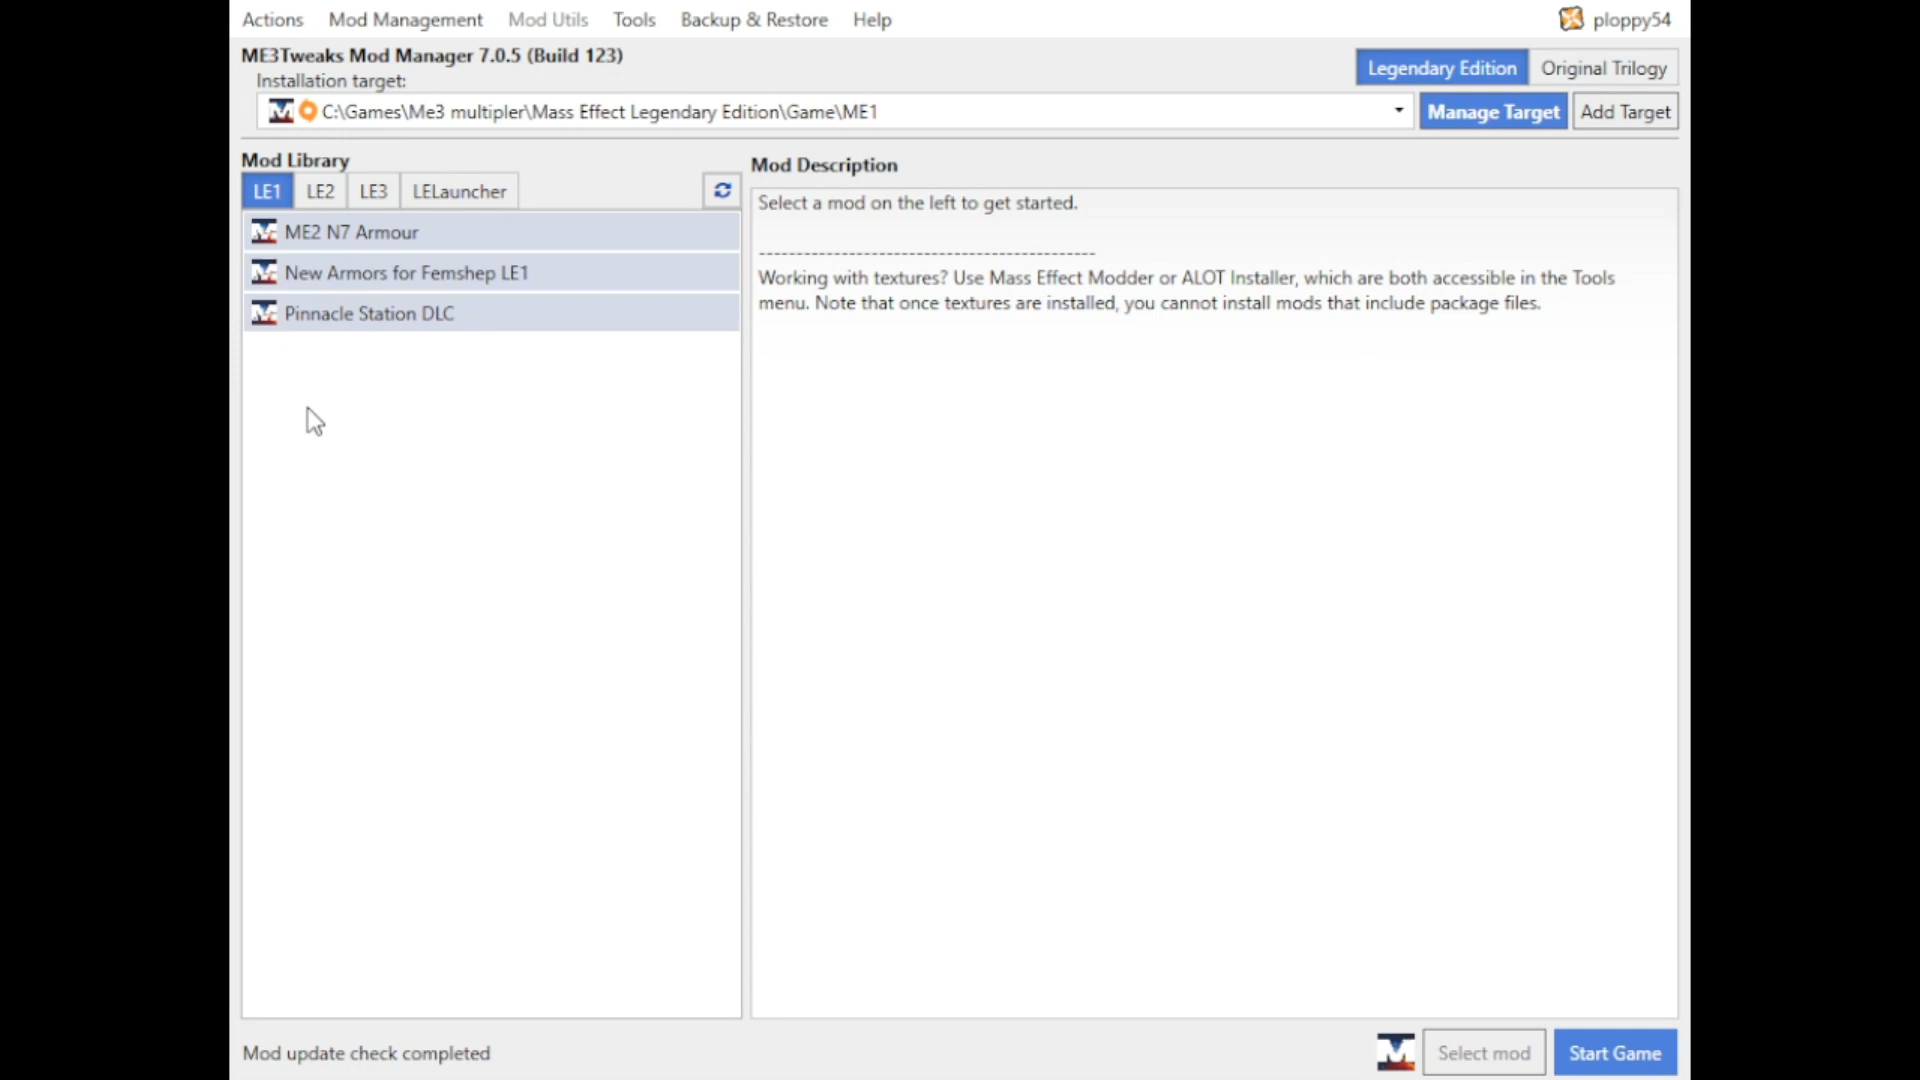 Actions Mod Management Mod Utils Tools Backup & Restore Help ploppy54
ME3Tweaks Mod Manager 7.0.5 (Build 123)
Legendary Edition Original Trilogy
Installation target:
C:\Games\Me3 multipler\Mass Effect Legendary Edition\Game\ME1
Manage Target Add Target
Mod Library
LE1 LE2 LE3 LELauncher
ME2 N7 Armour
New Armors for Femshep LE1
Pinnacle Station DLC
Mod Description
Select a mod on the left to get started.
---------------------------------------------
Working with textures? Use Mass Effect Modder or ALOT Installer, which are both accessible in the Tools
menu. Note that once textures are installed, you cannot install mods that include package files.
Mod update check completed
Select mod Start Game